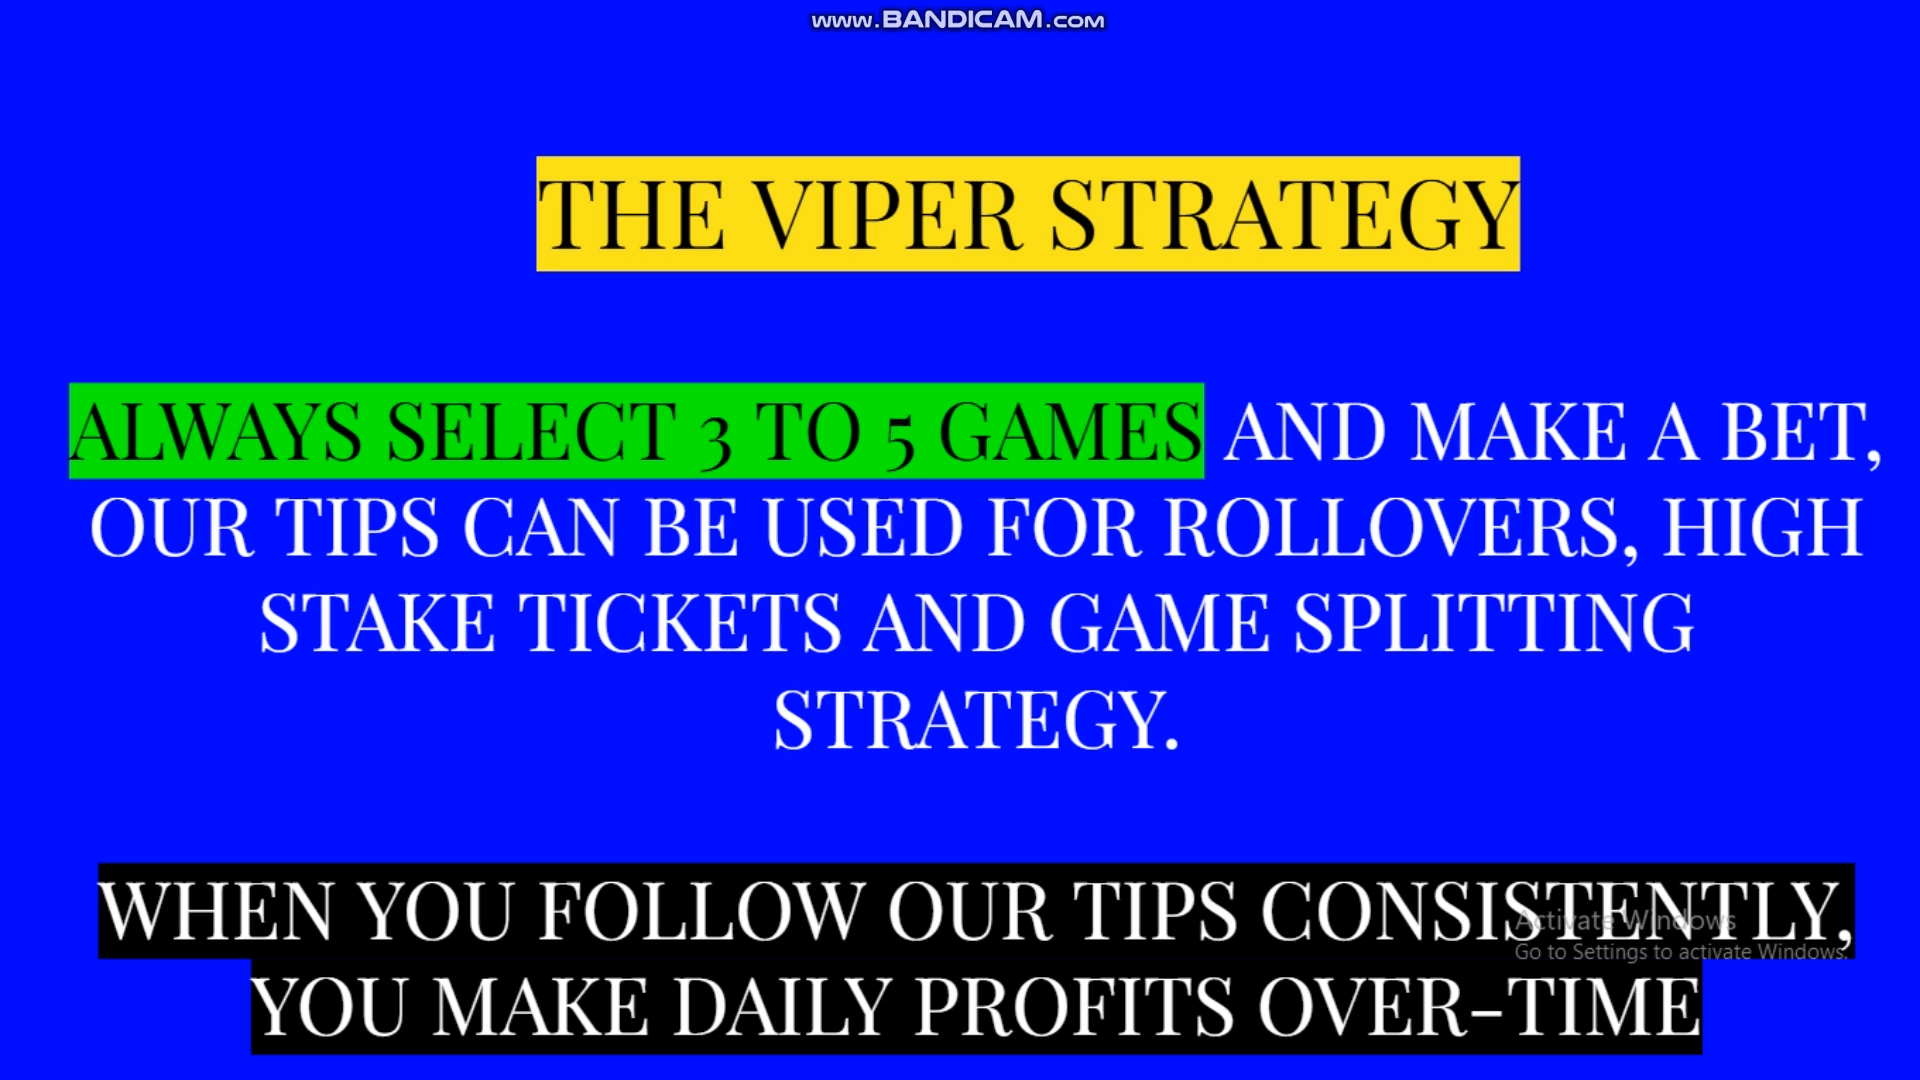 www.BANDICAM.com
THE VIPER STRATEGY
ALWAYS SELECT 3 TO 5 GAMES AND MAKE A BET,
OUR TIPS CAN BE USED FOR ROLLOVERS, HIGH
STAKE TICKETS AND GAME SPLITTING
STRATEGY.
WHEN YOU FOLLOW OUR TIPS CONSISTENTLY,
Activate Windows
Go to Settings to activate Windows.
YOU MAKE DAILY PROFITS OVER-TIME